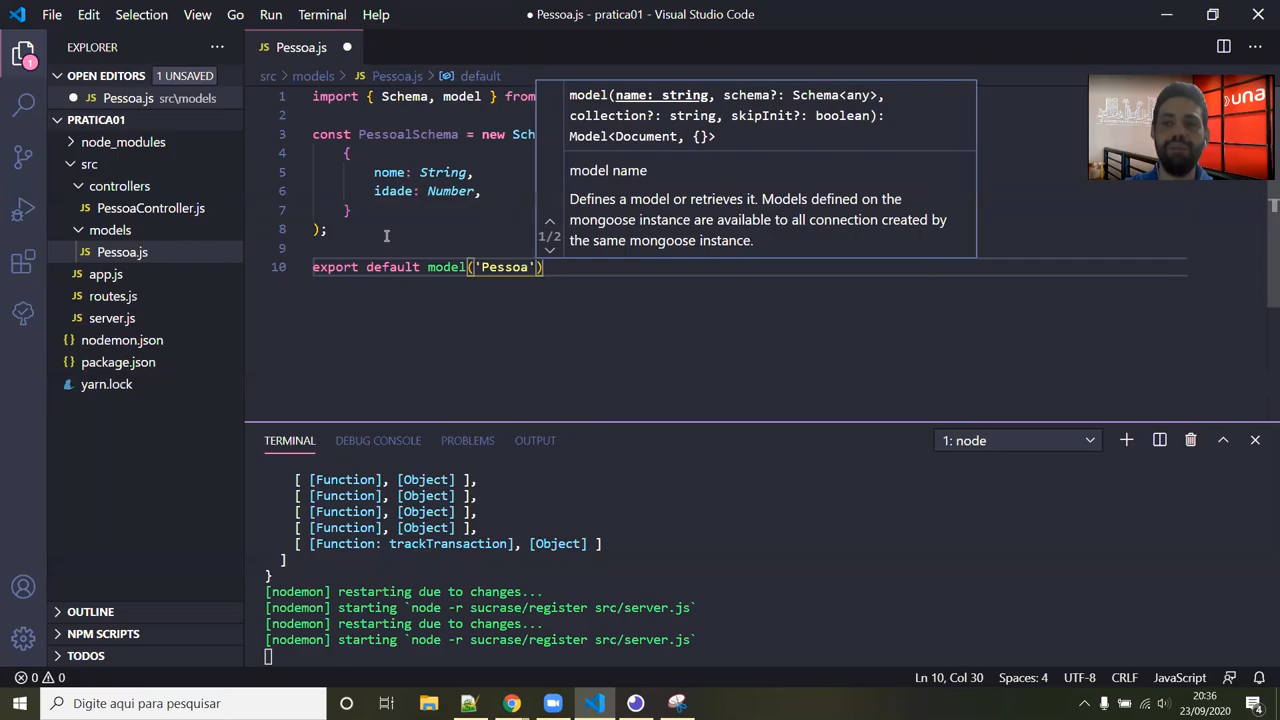 File Edit Selection View Go Run Terminal Help
● Pessoa.js - pratica01 - Visual Studio Code
EXPLORER
OPEN EDITORS 1 UNSAVED
Pessoa.js src\models
PRATICA01
node_modules
src
controllers
PessoaController.js
models
Pessoa.js
app.js
routes.js
server.js
nodemon.json
package.json
yarn.lock
OUTLINE
NPM SCRIPTS
TODOS
JS Pessoa.js
src > models > JS Pessoa.js > default
1 import { Schema, model } from
2
3 const PessoalSchema = new Sch
4 {
5 nome: String,
6 idade: Number,
7 }
8 );
9
10 export default model('Pessoa')
model(name: string, schema?: Schema<any>,
collection?: string, skipInit?: boolean):
Model<Document, {}>
model name
Defines a model or retrieves it. Models defined on the
mongoose instance are available to all connection created by
the same mongoose instance.
1/2
una
TERMINAL DEBUG CONSOLE PROBLEMS OUTPUT
1: node
[ [Function], [Object] ],
[ [Function], [Object] ],
[ [Function], [Object] ],
[ [Function], [Object] ],
[ [Function: trackTransaction], [Object] ]
]
}
[nodemon] restarting due to changes...
[nodemon] starting `node -r sucrase/register src/server.js`
[nodemon] restarting due to changes...
[nodemon] starting `node -r sucrase/register src/server.js`
0 0
Ln 10, Col 30 Spaces: 4 UTF-8 CRLF JavaScript
Digite aqui para pesquisar
20:36
23/09/2020
4